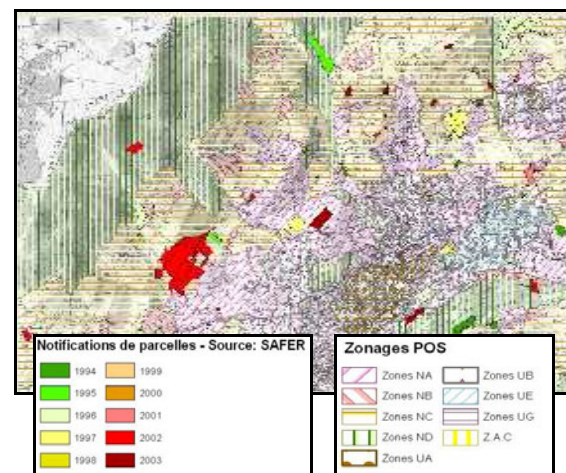 Notifications de parcelles - Source: SAFER
1994
1999
1995
2000
1996
2001
1997
2002
1998
2003
Zonages POS
Zones NA
Zones UB
Zones NB
Zones UE
Zones NC
Zones UG
Zones ND
Z.A.C
Zones UA